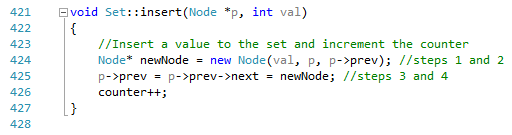 421 void Set::insert(Node *p, int val)
422 {
423 //Insert a value to the set and increment the counter
424 Node* newNode = new Node(val, p, p->prev); //steps 1 and 2
425 p->prev = p->prev->next = newNode; //steps 3 and 4
426 counter++;
427 }
428